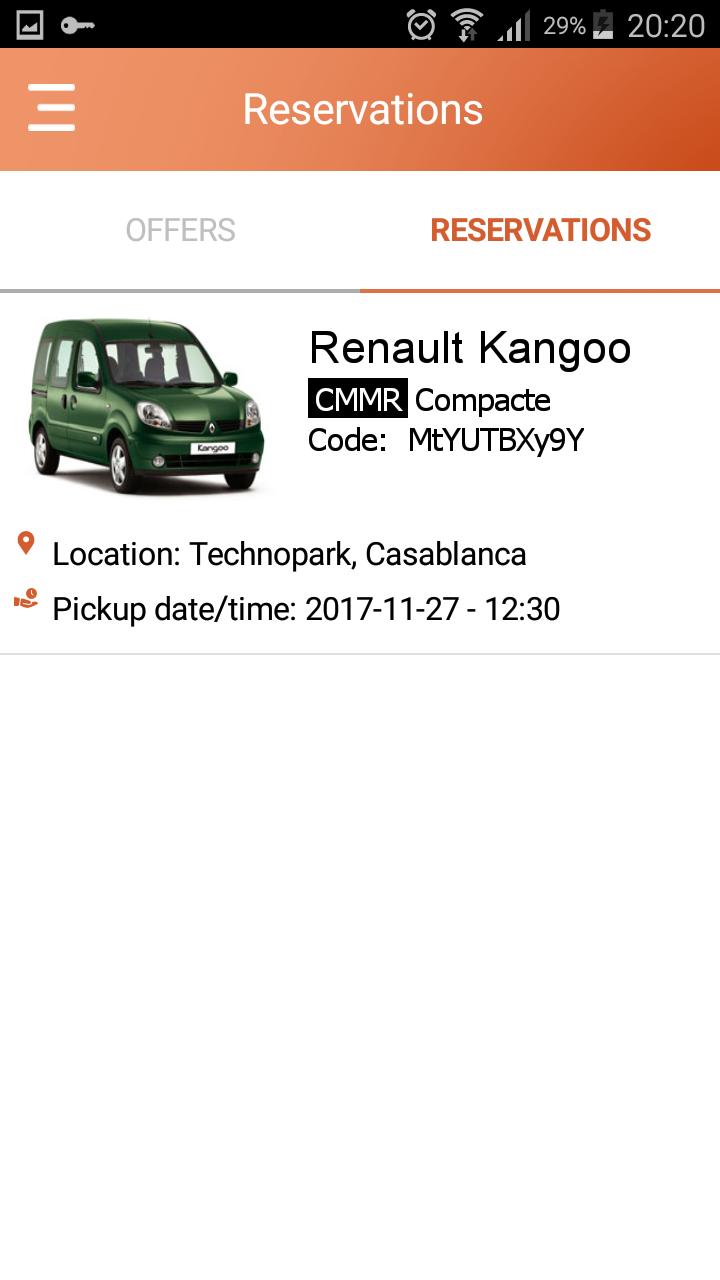 29% 20:20
Reservations
OFFERS RESERVATIONS
Renault Kangoo
CMMR Compacte
Code: MtYUTBXy9Y
Kangoo
Location: Technopark, Casablanca
Pickup date/time: 2017-11-27 - 12:30